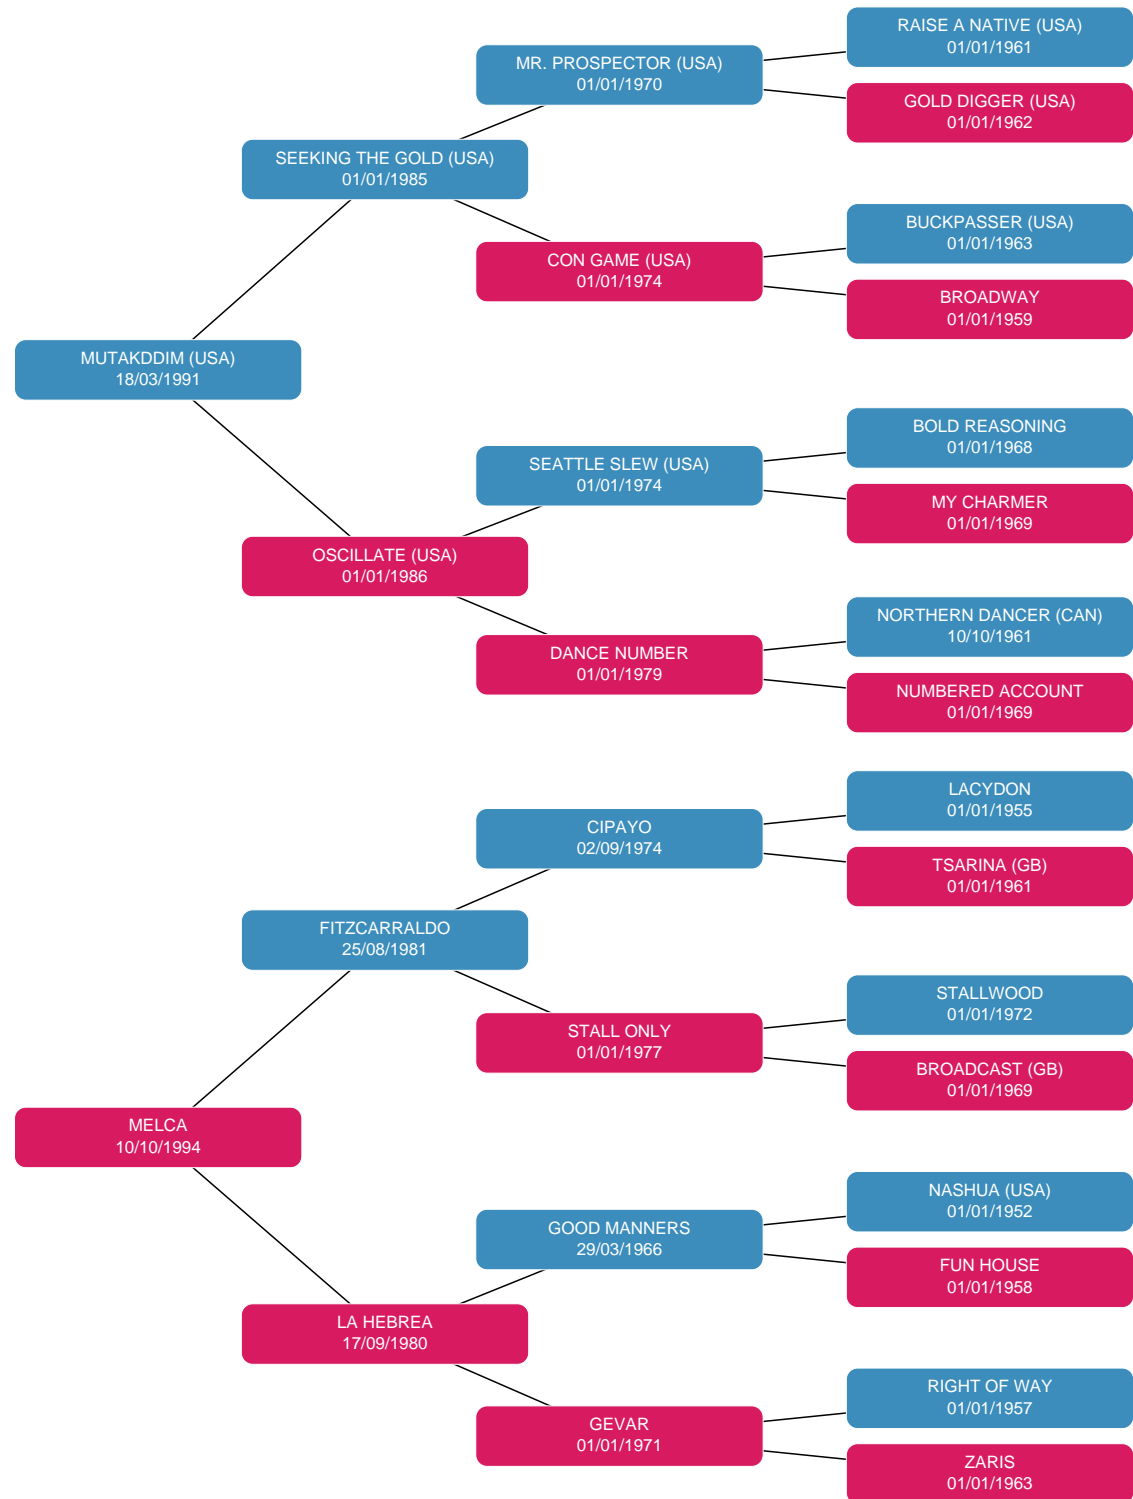 RAISE A NATIVE (USA)
01/01/1961
MR. PROSPECTOR (USA)
01/01/1970
GOLD DIGGER (USA)
01/01/1962
SEEKING THE GOLD (USA)
01/01/1985
BUCKPASSER (USA)
01/01/1963
CON GAME (USA)
01/01/1974
BROADWAY
01/01/1959
MUTAKDDIM (USA)
18/03/1991
BOLD REASONING
01/01/1968
SEATTLE SLEW (USA)
01/01/1974
MY CHARMER
01/01/1969
OSCILLATE (USA)
01/01/1986
NORTHERN DANCER (CAN)
10/10/1961
DANCE NUMBER
01/01/1979
NUMBERED ACCOUNT
01/01/1969
LACYDON
01/01/1955
CIPAYO
02/09/1974
TSARINA (GB)
01/01/1961
FITZCARRALDO
25/08/1981
STALLWOOD
01/01/1972
STALL ONLY
01/01/1977
BROADCAST (GB)
01/01/1969
MELCA
10/10/1994
NASHUA (USA)
01/01/1952
GOOD MANNERS
29/03/1966
FUN HOUSE
01/01/1958
LA HEBREA
17/09/1980
RIGHT OF WAY
01/01/1957
GEVAR
01/01/1971
ZARIS
01/01/1963